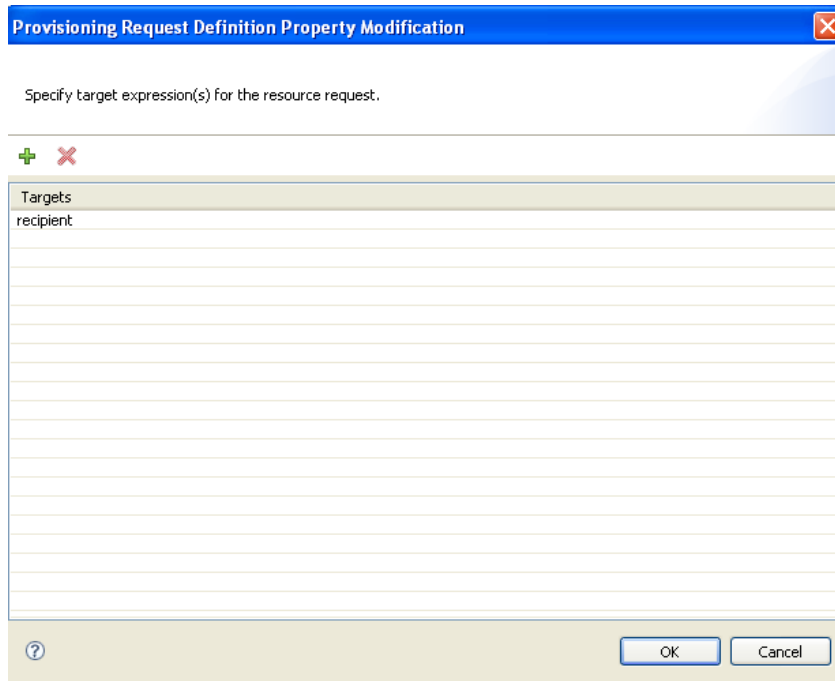 Provisioning Request Definition Property Modification
Specify target expression(s) for the resource request.
Targets
recipient
OK
Cancel